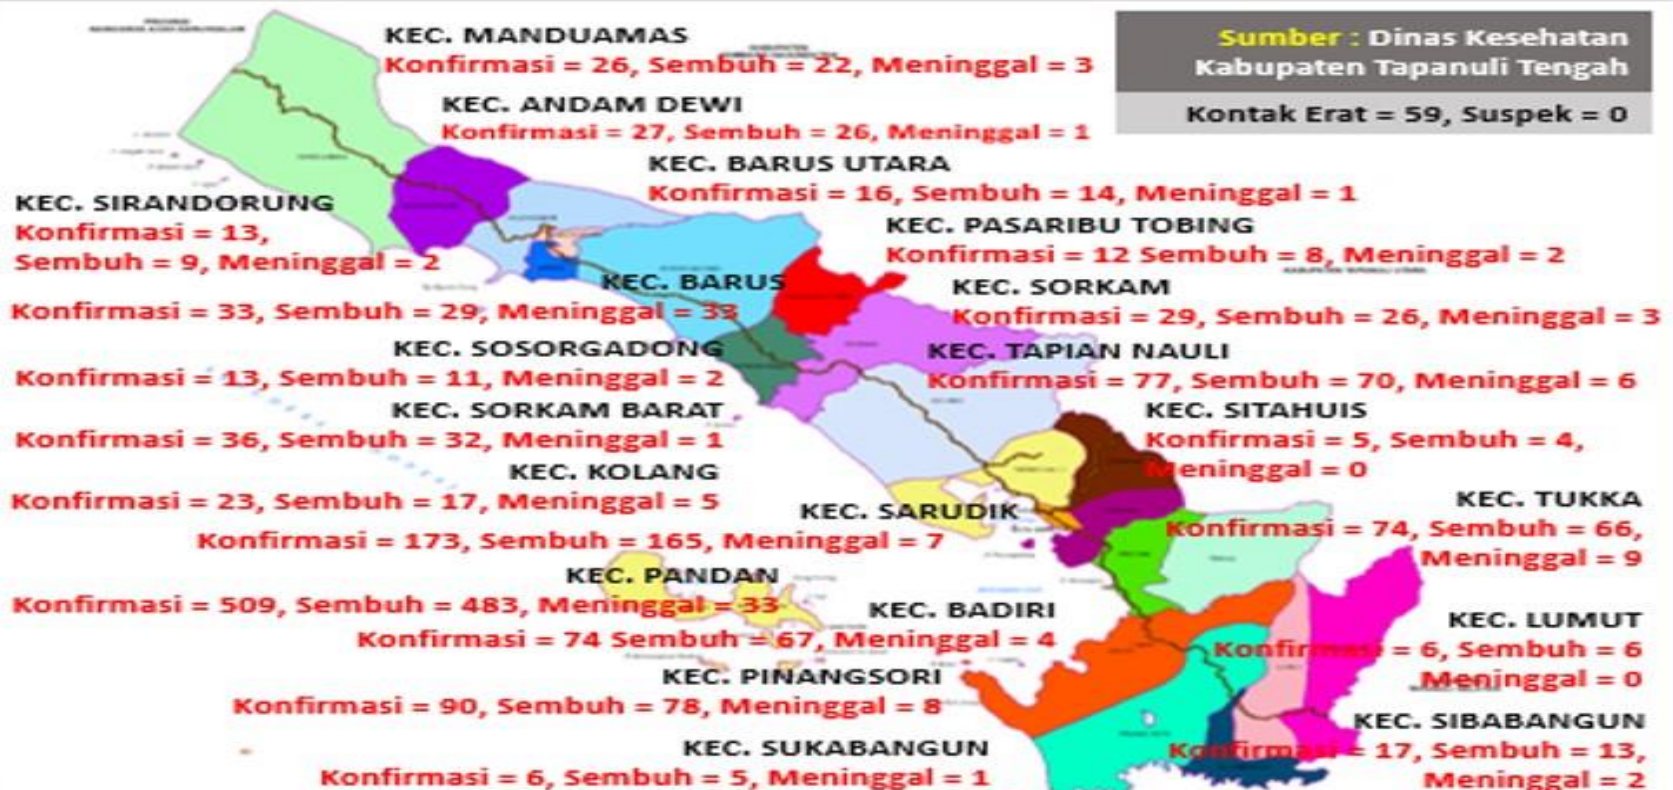 KEC. MANDUAMAS
Konfirmasi = 26, Sembuh = 22, Meninggal = 3
Sumber : Dinas Kesehatan
Kabupaten Tapanuli Tengah
Kontak Erat = 59, Suspek = 0
KEC. ANDAM DEWI
Konfirmasi = 27, Sembuh = 26, Meninggal = 1
KEC. BARUS UTARA
Konfirmasi = 16, Sembuh = 14, Meninggal = 1
KEC. SIRANDORUNG
Konfirmasi = 13,
Sembuh = 9, Meninggal = 2
KEC. PASARIBU TOBING
Konfirmasi = 12 Sembuh = 8, Meninggal = 2
KEC. BARUS
Konfirmasi = 33, Sembuh = 29, Meninggal = 33
KEC. SORKAM
Konfirmasi = 29, Sembuh = 26, Meninggal = 3
KEC. SOSORGADONG
Konfirmasi = 13, Sembuh = 11, Meninggal = 2
KEC. TAPIAN NAULI
Konfirmasi = 77, Sembuh = 70, Meninggal = 6
KEC. SORKAM BARAT
Konfirmasi = 36, Sembuh = 32, Meninggal = 1
KEC. SITAHUIS
Konfirmasi = 5, Sembuh = 4,
Meninggal = 0
KEC. KOLANG
Konfirmasi = 23, Sembuh = 17, Meninggal = 5
KEC. SARUDIK
Konfirmasi = 173, Sembuh = 165, Meninggal = 7
KEC. TUKKA
Konfirmasi = 74, Sembuh = 66,
Meninggal = 9
KEC. PANDAN
Konfirmasi = 509, Sembuh = 483, Meninggal = 33
KEC. BADIRI
Konfirmasi = 74 Sembuh = 67, Meninggal = 4
KEC. LUMUT
Konfirmasi = 6, Sembuh = 6
Meninggal = 0
KEC. PINANGSORI
Konfirmasi = 90, Sembuh = 78, Meninggal = 8
KEC. SIBABANGUN
Konfirmasi = 17, Sembuh = 13,
Meninggal = 2
KEC. SUKABANGUN
Konfirmasi = 6, Sembuh = 5, Meninggal = 1